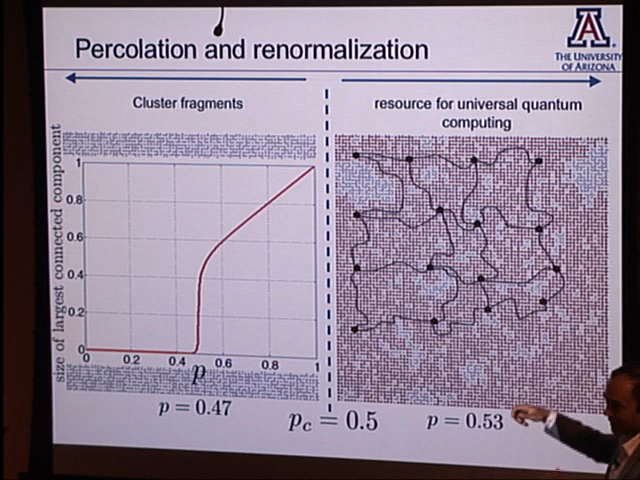 Percolation and renormalization
A
THE UNIVERSITY
OF ARIZONA
Cluster fragments
resource for universal quantum
computing
size of largest connected component
1
0.8
0.6
0.4
0.2
0
0 0.2 0.4 0.6 0.8 1
p
p = 0.47
p_c = 0.5
p = 0.53